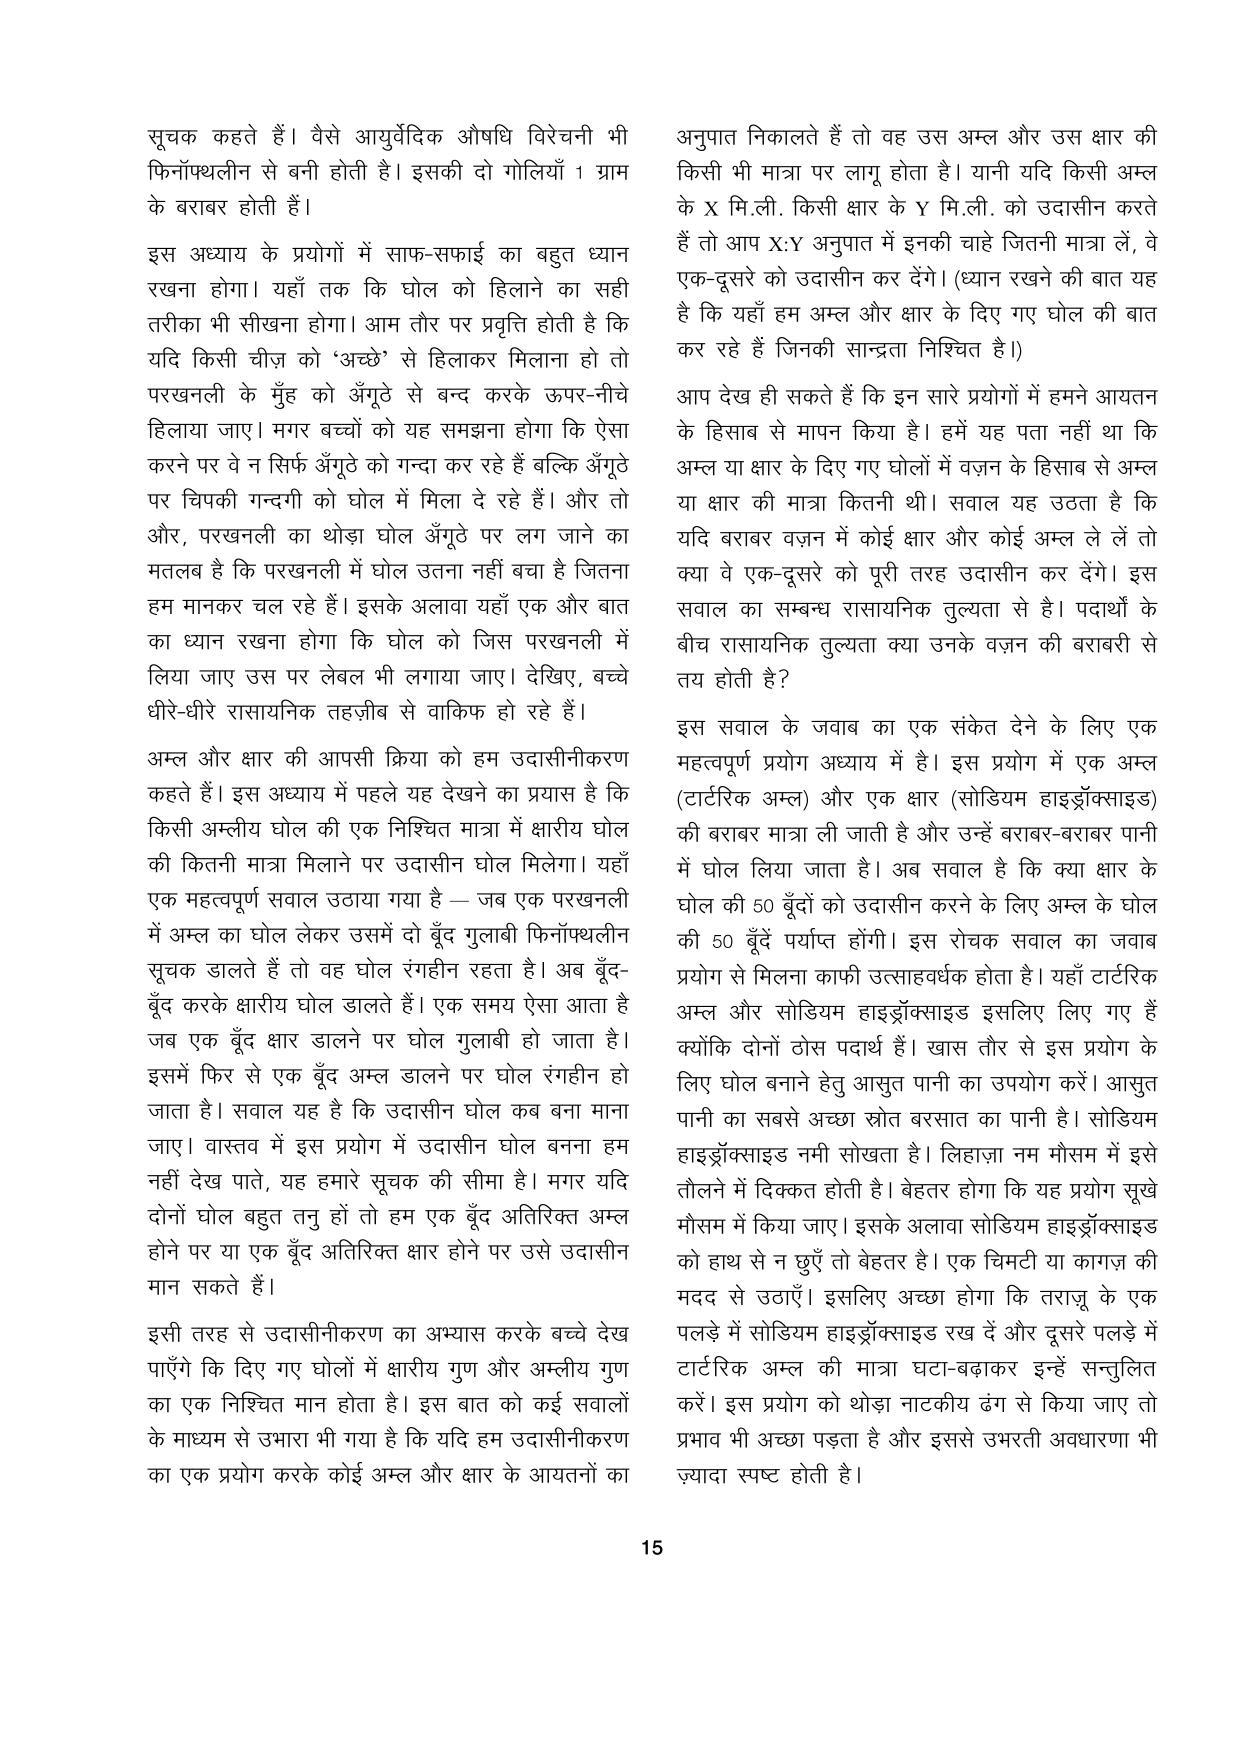 सूचक कहते हैं। वैसे आयुर्वेदिक औषधि विरेचनी भी
फिनॉफ्थलीन से बनी होती है। इसकी दो गोलियाँ 1 ग्राम
के बराबर होती हैं।
इस अध्याय के प्रयोगों में साफ-सफाई का बहुत ध्यान
रखना होगा। यहाँ तक कि घोल को हिलाने का सही
तरीका भी सीखना होगा। आम तौर पर प्रवृत्ति होती है कि
यदि किसी चीज़ को ‘अच्छे’ से हिलाकर मिलाना हो तो
परखनली के मुँह को अँगूठे से बन्द करके ऊपर-नीचे
हिलाया जाए। मगर बच्चों को यह समझना होगा कि ऐसा
करने पर वे न सिर्फ अँगूठे को गन्दा कर रहे हैं बल्कि अँगूठे
पर चिपकी गन्दगी को घोल में मिला दे रहे हैं। और तो
और, परखनली का थोड़ा घोल अँगूठे पर लग जाने का
मतलब है कि परखनली में घोल उतना नहीं बचा है जितना
हम मानकर चल रहे हैं। इसके अलावा यहाँ एक और बात
का ध्यान रखना होगा कि घोल को जिस परखनली में
लिया जाए उस पर लेबल भी लगाया जाए। देखिए, बच्चे
धीरे-धीरे रासायनिक तहज़ीब से वाकिफ हो रहे हैं।
अम्ल और क्षार की आपसी क्रिया को हम उदासीनीकरण
कहते हैं। इस अध्याय में पहले यह देखने का प्रयास है कि
किसी अम्लीय घोल की एक निश्चित मात्रा में क्षारीय घोल
की कितनी मात्रा मिलाने पर उदासीन घोल मिलेगा। यहाँ
एक महत्वपूर्ण सवाल उठाया गया है — जब एक परखनली
में अम्ल का घोल लेकर उसमें दो बूँद गुलाबी फिनॉफ्थलीन
सूचक डालते हैं तो वह घोल रंगहीन रहता है। अब बूँद-
बूँद करके क्षारीय घोल डालते हैं। एक समय ऐसा आता है
जब एक बूँद क्षार डालने पर घोल गुलाबी हो जाता है।
इसमें फिर से एक बूँद अम्ल डालने पर घोल रंगहीन हो
जाता है। सवाल यह है कि उदासीन घोल कब बना माना
जाए। वास्तव में इस प्रयोग में उदासीन घोल बनना हम
नहीं देख पाते, यह हमारे सूचक की सीमा है। मगर यदि
दोनों घोल बहुत तनु हों तो हम एक बूँद अतिरिक्त अम्ल
होने पर या एक बूँद अतिरिक्त क्षार होने पर उसे उदासीन
मान सकते हैं।
इसी तरह से उदासीनीकरण का अभ्यास करके बच्चे देख
पाएँगे कि दिए गए घोलों में क्षारीय गुण और अम्लीय गुण
का एक निश्चित मान होता है। इस बात को कई सवालों
के माध्यम से उभारा भी गया है कि यदि हम उदासीनीकरण
का एक प्रयोग करके कोई अम्ल और क्षार के आयतनों का
अनुपात निकालते हैं तो वह उस अम्ल और उस क्षार की
किसी भी मात्रा पर लागू होता है। यानी यदि किसी अम्ल
के X मि.ली. किसी क्षार के Y मि.ली. को उदासीन करते
हैं तो आप X:Y अनुपात में इनकी चाहे जितनी मात्रा लें, वे
एक-दूसरे को उदासीन कर देंगे। (ध्यान रखने की बात यह
है कि यहाँ हम अम्ल और क्षार के दिए गए घोल की बात
कर रहे हैं जिनकी सान्द्रता निश्चित है।)
आप देख ही सकते हैं कि इन सारे प्रयोगों में हमने आयतन
के हिसाब से मापन किया है। हमें यह पता नहीं था कि
अम्ल या क्षार के दिए गए घोलों में वज़न के हिसाब से अम्ल
या क्षार की मात्रा कितनी थी। सवाल यह उठता है कि
यदि बराबर वज़न में कोई क्षार और कोई अम्ल ले लें तो
क्या वे एक-दूसरे को पूरी तरह उदासीन कर देंगे। इस
सवाल का सम्बन्ध रासायनिक तुल्यता से है। पदार्थों के
बीच रासायनिक तुल्यता क्या उनके वज़न की बराबरी से
तय होती है?
इस सवाल के जवाब का एक संकेत देने के लिए एक
महत्वपूर्ण प्रयोग अध्याय में है। इस प्रयोग में एक अम्ल
(टार्टरिक अम्ल) और एक क्षार (सोडियम हाइड्रॉक्साइड)
की बराबर मात्रा ली जाती है और उन्हें बराबर-बराबर पानी
में घोल लिया जाता है। अब सवाल है कि क्या क्षार के
घोल की 50 बूँदों को उदासीन करने के लिए अम्ल के घोल
की 50 बूँदें पर्याप्त होंगी। इस रोचक सवाल का जवाब
प्रयोग से मिलना काफी उत्साहवर्धक होता है। यहाँ टार्टरिक
अम्ल और सोडियम हाइड्रॉक्साइड इसलिए लिए गए हैं
क्योंकि दोनों ठोस पदार्थ हैं। खास तौर से इस प्रयोग के
लिए घोल बनाने हेतु आसुत पानी का उपयोग करें। आसुत
पानी का सबसे अच्छा स्रोत बरसात का पानी है। सोडियम
हाइड्रॉक्साइड नमी सोखता है। लिहाज़ा नम मौसम में इसे
तौलने में दिक्कत होती है। बेहतर होगा कि यह प्रयोग सूखे
मौसम में किया जाए। इसके अलावा सोडियम हाइड्रॉक्साइड
को हाथ से न छुएँ तो बेहतर है। एक चिमटी या कागज़ की
मदद से उठाएँ। इसलिए अच्छा होगा कि तराज़ू के एक
पलड़े में सोडियम हाइड्रॉक्साइड रख दें और दूसरे पलड़े में
टार्टरिक अम्ल की मात्रा घटा-बढ़ाकर इन्हें सन्तुलित
करें। इस प्रयोग को थोड़ा नाटकीय ढंग से किया जाए तो
प्रभाव भी अच्छा पड़ता है और इससे उभरती अवधारणा भी
ज़्यादा स्पष्ट होती है।
15